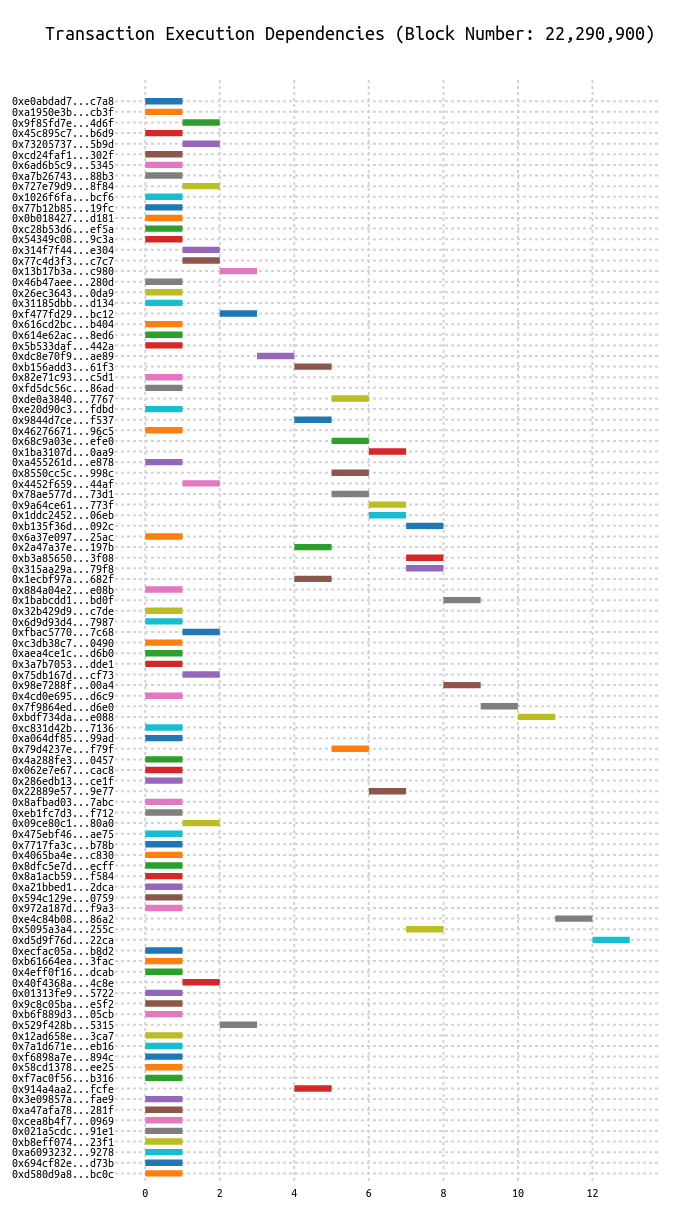 Transaction Execution Dependencies (Block Number: 22,290,900)
0xe0abdad7...c7a8
0xa1950e3b...cb3f
0x9f85fd7e...4d6f
0x45c895c7...b6d9
0x73205737...5b9d
0xcd24faf1...302f
0x6ad6b5c9...5345
0xa7b26743...88b3
0x727e79d9...8f84
0x1026f6fa...bcf6
0x77b12b85...19fc
0x0b018427...d181
0xc28b53d6...ef5a
0x54349c08...9c3a
0x314f7f44...e304
0x77c4d3f3...c7c7
0x13b17b3a...c980
0x46b47aee...280d
0x26ec3643...0da9
0x31185dbb...d134
0xf477fd29...bc12
0x616cd2bc...b404
0x614e62ac...8ed6
0x5b533daf...442a
0xdc8e70f9...ae89
0xb156add3...61f3
0x82e71c93...c5d1
0xfd5dc56c...86ad
0xde0a3840...7767
0xe20d90c3...fdbd
0x9844d7ce...f537
0x46276671...96c5
0x68c9a03e...efe0
0x1ba3107d...0aa9
0xa455261d...e878
0x8550cc5c...998c
0x4452f659...44af
0x78ae577d...73d1
0x9a64ce61...773f
0x1ddc2452...06eb
0xb135f36d...092c
0x6a37e097...25ac
0x2a47a37e...197b
0xb3a85650...3f08
0x315aa29a...79f8
0x1ecbf97a...682f
0x884a04e2...e08b
0x1babcdd1...bd0f
0x32b429d9...c7de
0x6d9d93d4...7987
0xfbac5770...7c68
0xc3db38c7...0490
0xaea4ce1c...d6b0
0x3a7b7053...dde1
0x75db167d...cf73
0x98e7288f...00a4
0x4cd0e695...d6c9
0x7f9864ed...d6e0
0xbdf734da...e088
0xc831d42b...7136
0xa064df85...99ad
0x79d4237e...f79f
0x4a288fe3...0457
0x062e7e67...cac8
0x286edb13...ce1f
0x22889e57...9e77
0x8afbad03...7abc
0xeb1fc7d3...f712
0x09ce80c1...80a0
0x475ebf46...ae75
0x7717fa3c...b78b
0x4065ba4e...c830
0x8dfc5e7d...ecff
0x8a1acb59...f584
0xa21bbed1...2dca
0x594c129e...0759
0x972a187d...f9a3
0xe4c84b08...86a2
0x5095a3a4...255c
0xd5d9f76d...22ca
0xecfac05a...b8d2
0xb61664ea...3fac
0x4eff0f16...dcab
0x40f4368a...4c8e
0x01313fe9...5722
0x9c8c05ba...e5f2
0xb6f889d3...05cb
0x529f428b...5315
0x12ad658e...3ca7
0x7a1d671e...eb16
0xf6898a7e...894c
0x58cd1378...ee25
0xf7ac0f56...b316
0x914a4aa2...fcfe
0x3e09857a...fae9
0xa47afa78...281f
0xcea8b4f7...0969
0x021a5cdc...91e1
0xb8eff074...23f1
0xa6093232...9278
0x694cf82e...d73b
0xd580d9a8...bc0c
0 2 4 6 8 10 12